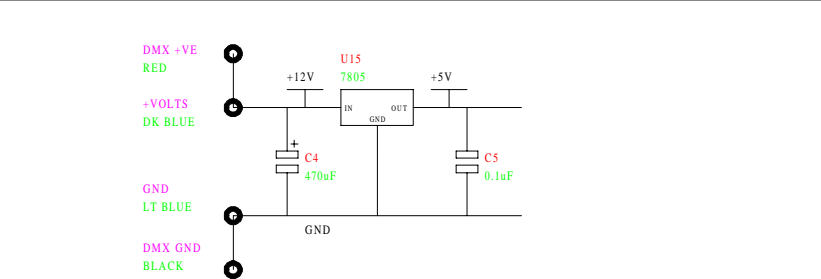 DMX +VE
RED
U15
+12V
7805
+5V
+VOLTS
DK BLUE
IN
OUT
GND
+
C4
470uF
C5
0.1uF
GND
LT BLUE
GND
DMX GND
BLACK